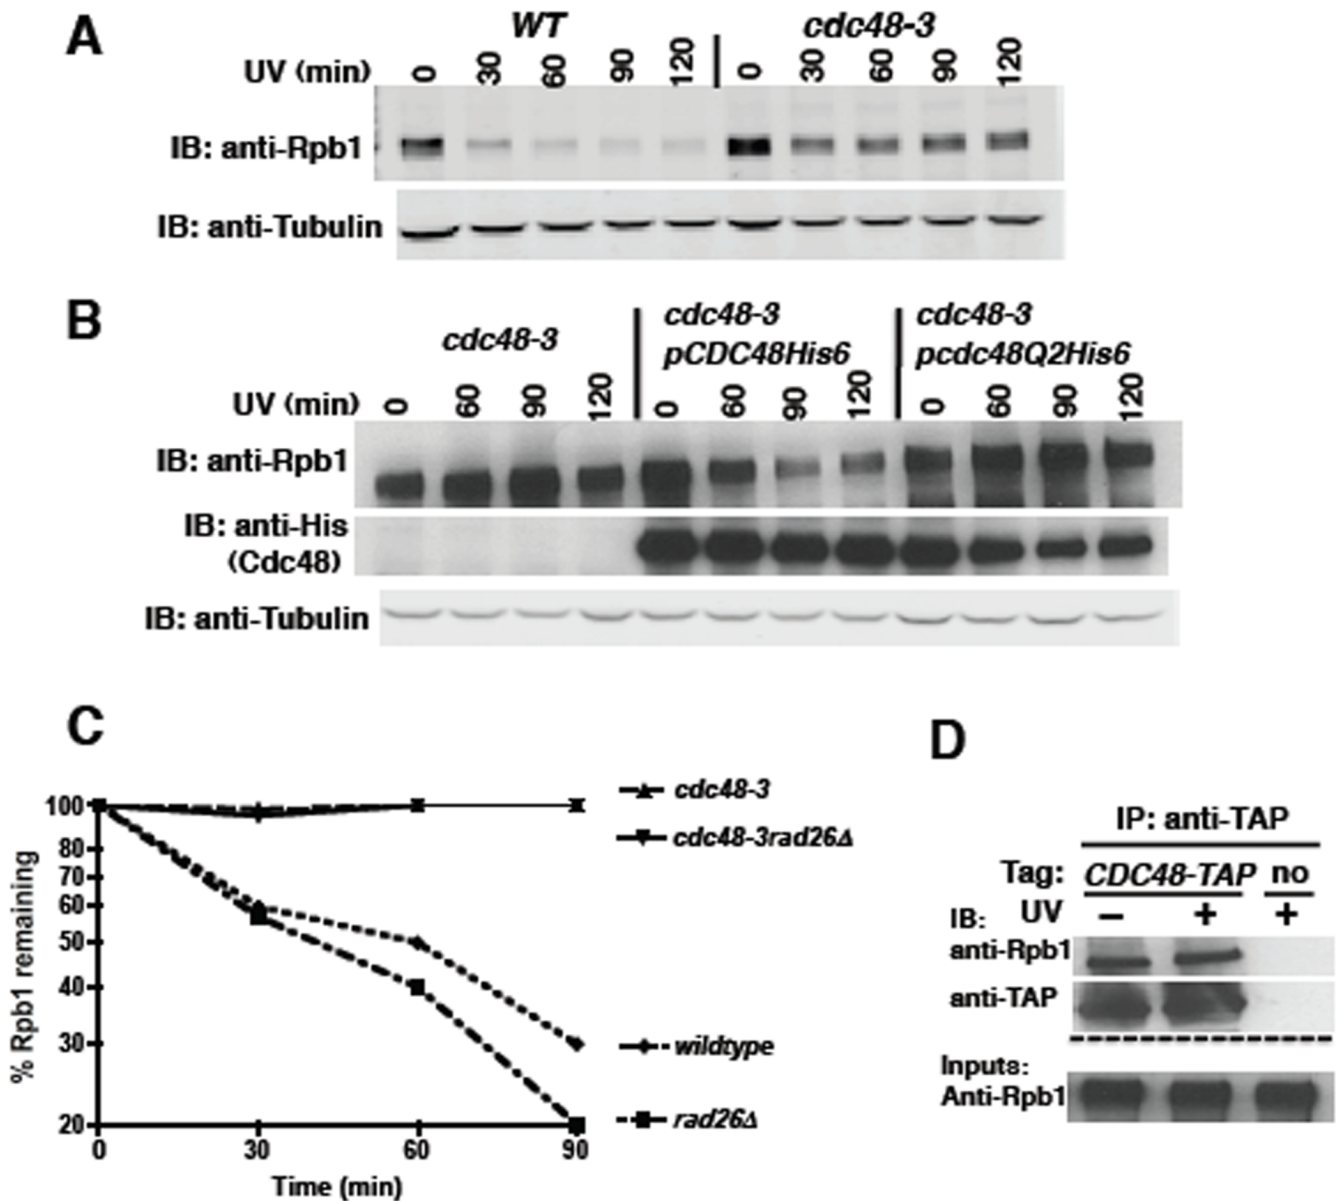 A
WT cdc48-3
UV (min) 0 30 60 90 120 0 30 60 90 120
IB: anti-Rpb1
IB: anti-Tubulin
B
cdc48-3
cdc48-3
pCDC48His6
cdc48-3
pcdc48Q2His6
UV (min) 0 60 90 120 0 60 90 120 0 60 90 120
IB: anti-Rpb1
IB: anti-His
(Cdc48)
IB: anti-Tubulin
C
% Rpb1 remaining
100
80
70
60
50
40
30
20
0 30 60 90
Time (min)
cdc48-3
cdc48-3rad26Δ
wildtype
rad26Δ
D
IP: anti-TAP
Tag: CDC48-TAP no
IB: UV − + +
anti-Rpb1
anti-TAP
Inputs:
Anti-Rpb1